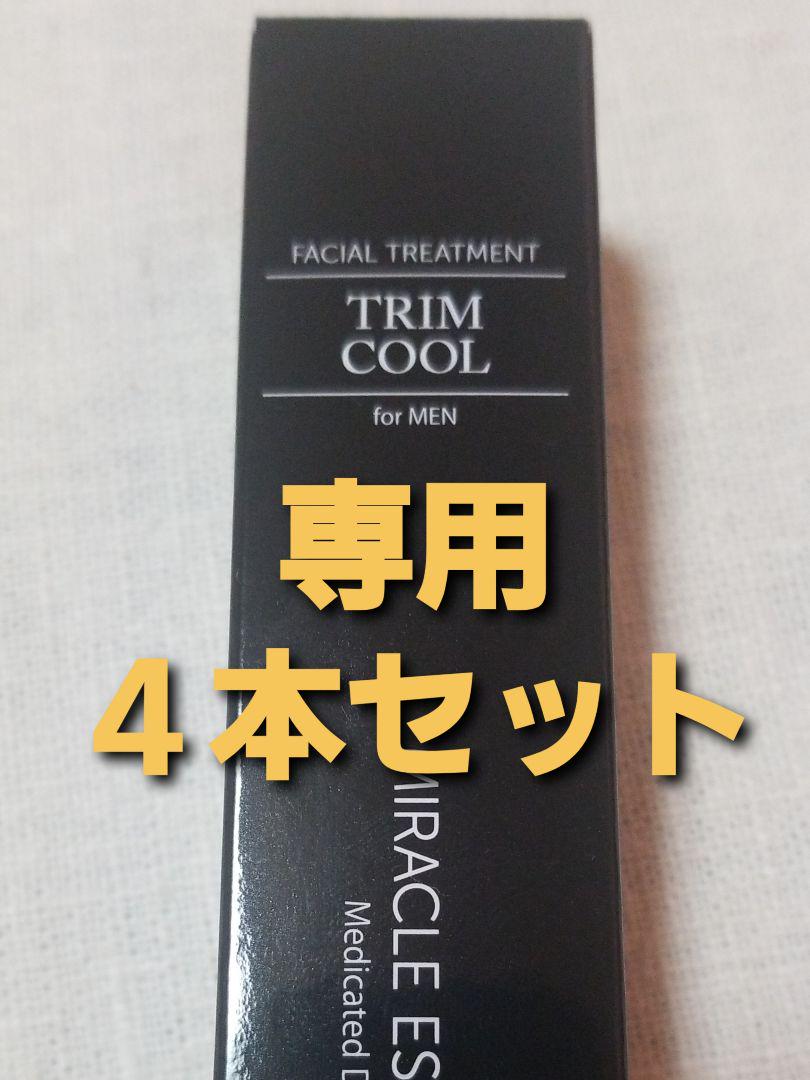 FACIAL TREATMENT
TRIM
COOL
for MEN
専用
4本セット
MIRACLE ES
Medicated D